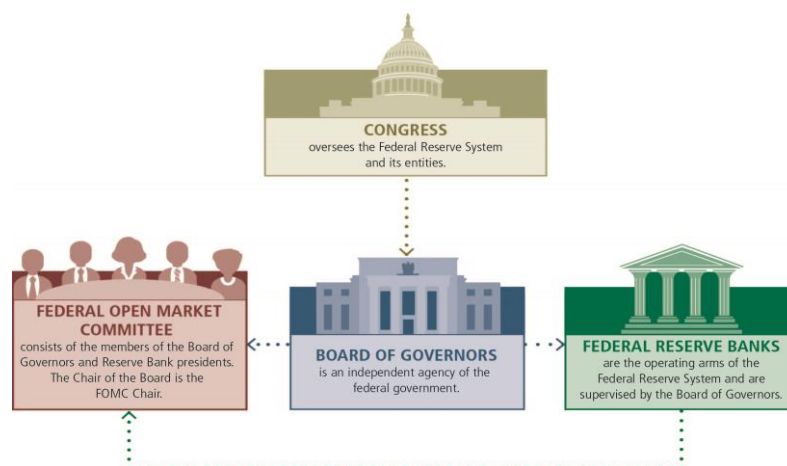 CONGRESS
oversees the Federal Reserve System
and its entities.
FEDERAL OPEN MARKET
COMMITTEE
consists of the members of the Board of
Governors and Reserve Bank presidents.
The Chair of the Board is the
FOMC Chair.
BOARD OF GOVERNORS
is an independent agency of the
federal government.
FEDERAL RESERVE BANKS
are the operating arms of the
Federal Reserve System and are
supervised by the Board of Governors.